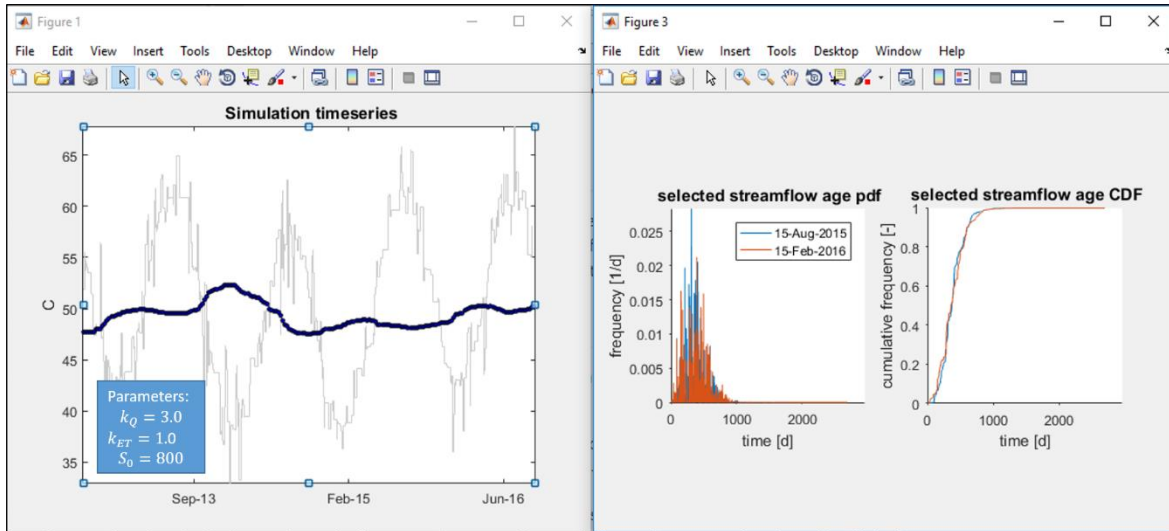 Figure 1
File Edit View Insert Tools Desktop Window Help
Simulation timeseries
65
60
55
50
45
40
35
C
Sep-13 Feb-15 Jun-16
Parameters:
k_Q = 3.0
k_ET = 1.0
S_0 = 800
Figure 3
File Edit View Insert Tools Desktop Window Help
selected streamflow age pdf
0.025
0.02
0.015
0.01
0.005
0
frequency [1/d]
15-Aug-2015
15-Feb-2016
0 1000 2000
time [d]
selected streamflow age CDF
1
0.8
0.6
0.4
0.2
0
cumulative frequency [-]
0 1000 2000
time [d]